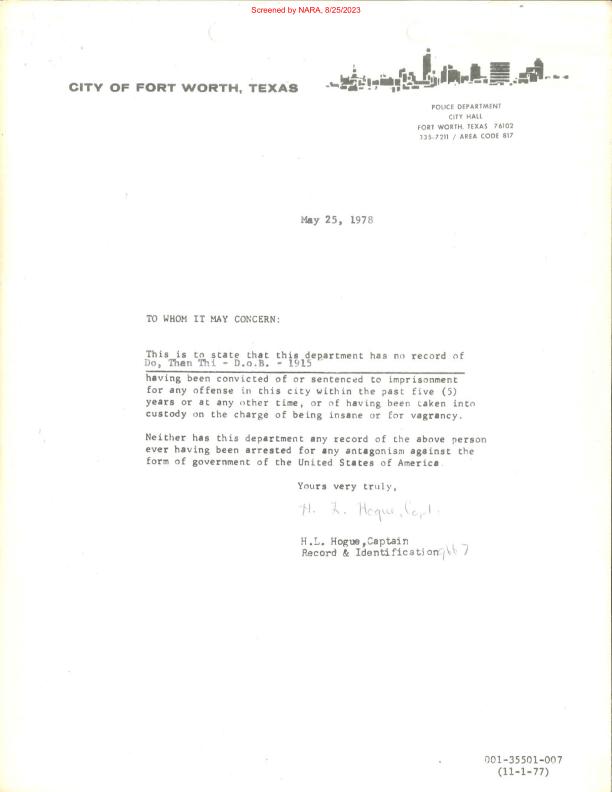 Screened by NARA, 8/25/2023
CITY OF FORT WORTH, TEXAS
POLICE DEPARTMENT
CITY HALL
FORT WORTH, TEXAS 76102
335-7211 / AREA CODE 817
May 25, 1978
TO WHOM IT MAY CONCERN:
This is to state that this department has no record of
Do, Than Thi - D.o.B. - 1915
having been convicted of or sentenced to imprisonment
for any offense in this city within the past five (5)
years or at any other time, or of having been taken into
custody on the charge of being insane or for vagrancy.
Neither has this department any record of the above person
ever having been arrested for any antagonism against the
form of government of the United States of America.
Yours very truly,
H. L. Hogue, Capt.
H.L. Hogue,Captain
Record & Identification
001-35501-007
(11-1-77)